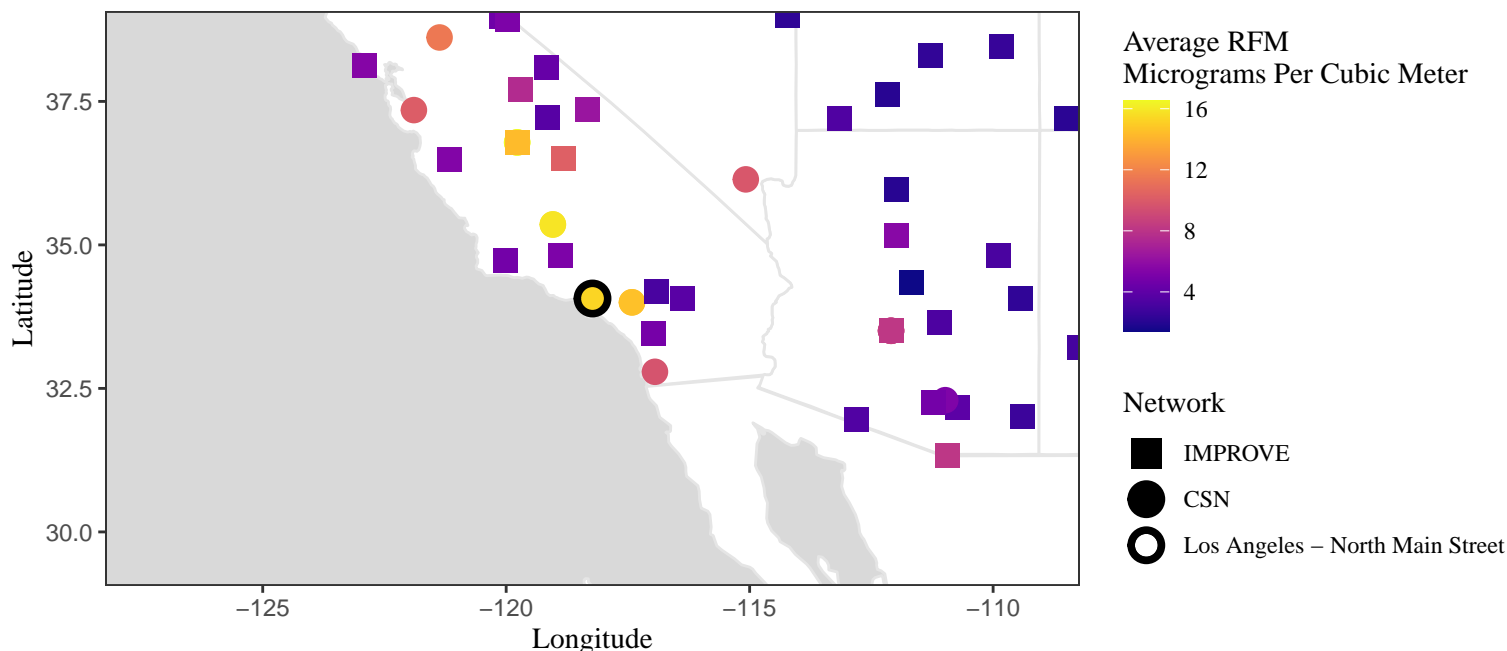 Average RFM
Micrograms Per Cubic Meter
16
12
8
4
Network
IMPROVE
CSN
Los Angeles – North Main Street
Latitude
37.5
35.0
32.5
30.0
−125
−120
−115
−110
Longitude